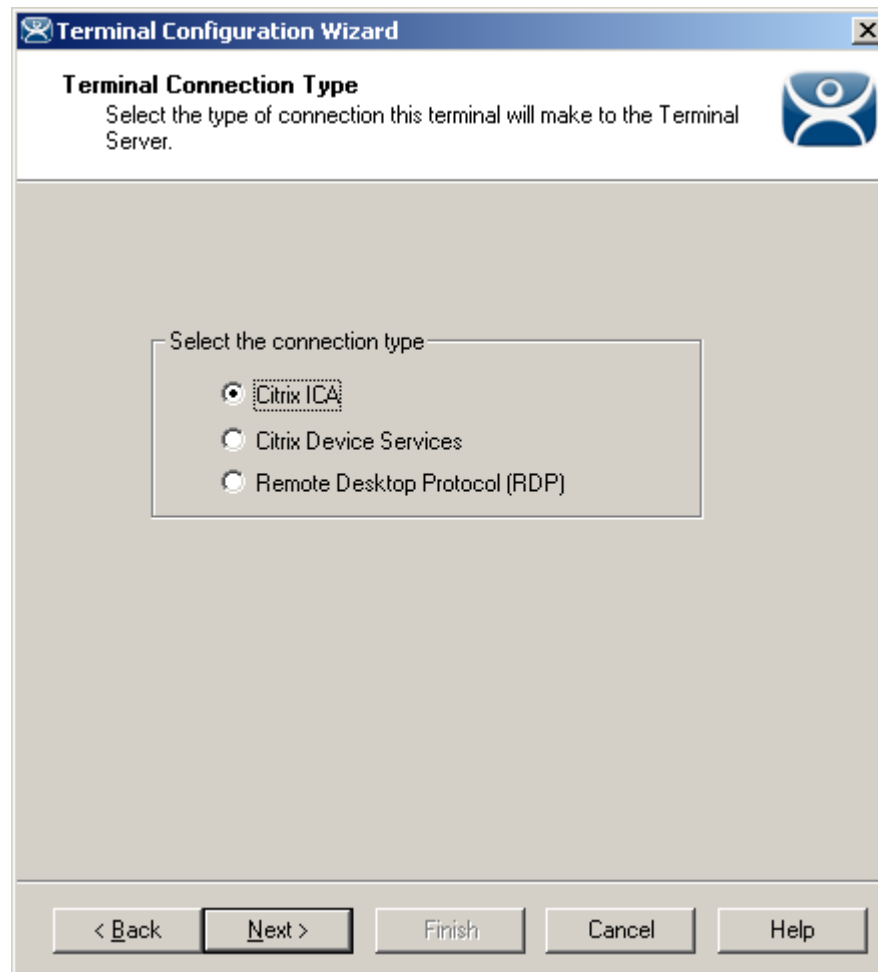 Terminal Configuration Wizard
Terminal Connection Type
Select the type of connection this terminal will make to the Terminal
Server.
Select the connection type
Citrix ICA
Citrix Device Services
Remote Desktop Protocol (RDP)
< Back Next > Finish Cancel Help